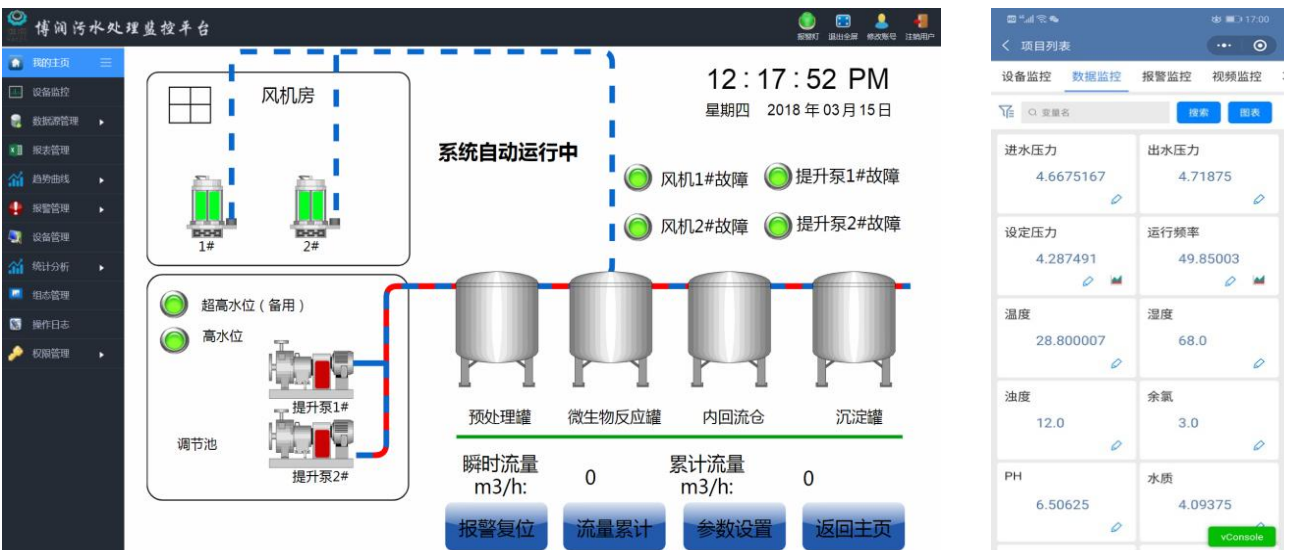 博润污水处理监控平台
报警灯
退出全屏
修改账号
注销用户
我的主页
设备监控
数据源管理
报表管理
趋势曲线
报警管理
设备管理
统计分析
组态管理
操作日志
权限管理
风机房
1#
2#
12:17:52 PM
星期四 2018年03月15日
系统自动运行中
风机1#故障
提升泵1#故障
风机2#故障
提升泵2#故障
超高水位（备用）
高水位
提升泵1#
调节池
提升泵2#
预处理罐
微生物反应罐
内回流仓
沉淀罐
瞬时流量
m3/h:
0
累计流量
m3/h:
0
报警复位
流量累计
参数设置
返回主页
17:00
项目列表
设备监控
数据监控
报警监控
视频监控
变量名
搜索
图表
进水压力
出水压力
4.6675167
4.71875
设定压力
运行频率
4.287491
49.85003
温度
湿度
28.800007
68.0
浊度
余氯
12.0
3.0
PH
水质
6.50625
4.09375
vConsole